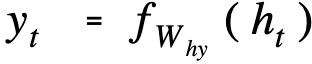 y_t = f_{W_{hy}} ( h_t )